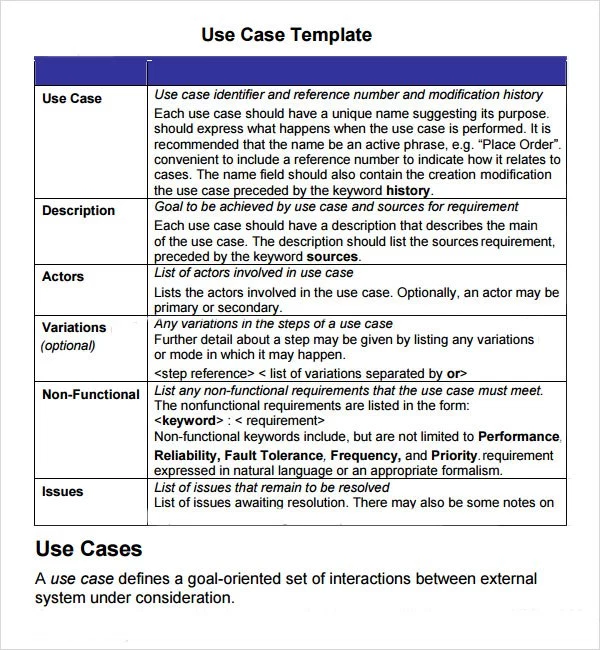 Use Case Template
Use Case
Use case identifier and reference number and modification history
Each use case should have a unique name suggesting its purpose.
should express what happens when the use case is performed. It is
recommended that the name be an active phrase, e.g. “Place Order”.
convenient to include a reference number to indicate how it relates to
cases. The name field should also contain the creation modification
the use case preceded by the keyword history.
Description
Goal to be achieved by use case and sources for requirement
Each use case should have a description that describes the main
of the use case. The description should list the sources requirement,
preceded by the keyword sources.
Actors
List of actors involved in use case
Lists the actors involved in the use case. Optionally, an actor may be
primary or secondary.
Variations
(optional)
Any variations in the steps of a use case
Further detail about a step may be given by listing any variations
or mode in which it may happen.
<step reference> < list of variations separated by or>
Non-Functional
List any non-functional requirements that the use case must meet.
The nonfunctional requirements are listed in the form:
<keyword> : < requirement>
Non-functional keywords include, but are not limited to Performance,
Reliability, Fault Tolerance, Frequency, and Priority. requirement
expressed in natural language or an appropriate formalism.
Issues
List of issues that remain to be resolved
List of issues awaiting resolution. There may also be some notes on
Use Cases
A use case defines a goal-oriented set of interactions between external
system under consideration.